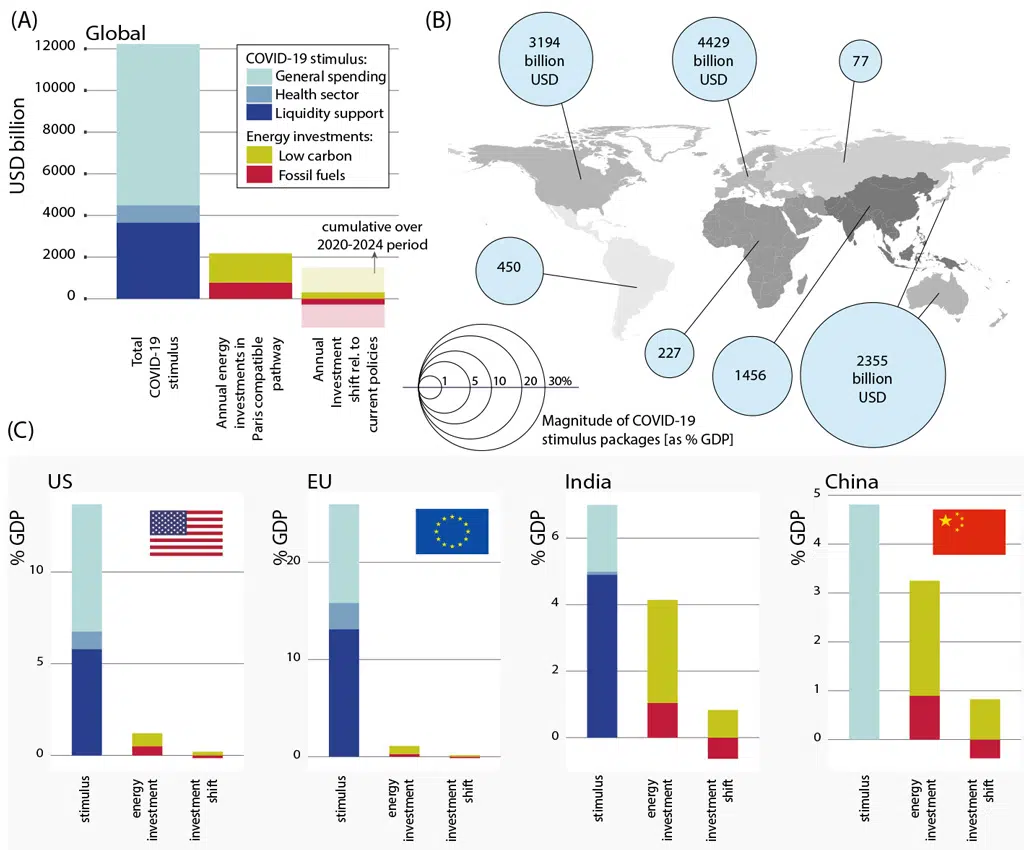 (A)
Global
USD billion
12000
10000
8000
6000
4000
2000
0
COVID-19 stimulus:
General spending
Health sector
Liquidity support
Energy investments:
Low carbon
Fossil fuels
cumulative over
2020-2024 period
Total
COVID-19
stimulus
Annual energy
investments in
Paris compatible
pathway
Annual
Investment
shift rel. to
current policies
(B)
3194
billion
USD
4429
billion
USD
77
450
227
1456
2355
billion
USD
1 5 10 20 30%
Magnitude of COVID-19
stimulus packages [as % GDP]
(C)
US
% GDP
10
5
0
stimulus
energy
investment
investment
shift
EU
% GDP
20
10
0
stimulus
energy
investment
investment
shift
India
% GDP
6
4
2
0
stimulus
energy
investment
investment
shift
China
% GDP
5
4
3
2
1
0
stimulus
energy
investment
investment
shift